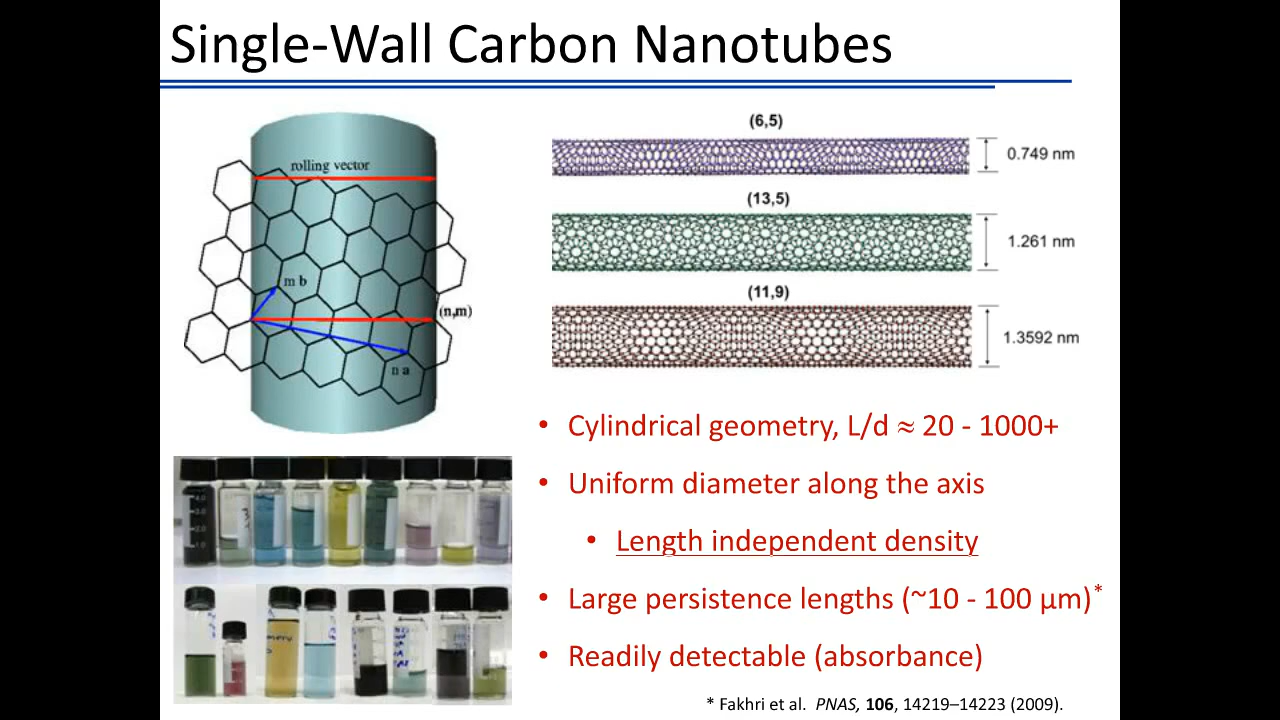 Single-Wall Carbon Nanotubes
rolling vector
m b
(n,m)
n a
(6,5)
0.749 nm
(13,5)
1.261 nm
(11,9)
1.3592 nm
• Cylindrical geometry, L/d ≈ 20 - 1000+
• Uniform diameter along the axis
• Length independent density
• Large persistence lengths (~10 - 100 µm)*
• Readily detectable (absorbance)
* Fakhri et al. PNAS, 106, 14219–14223 (2009).